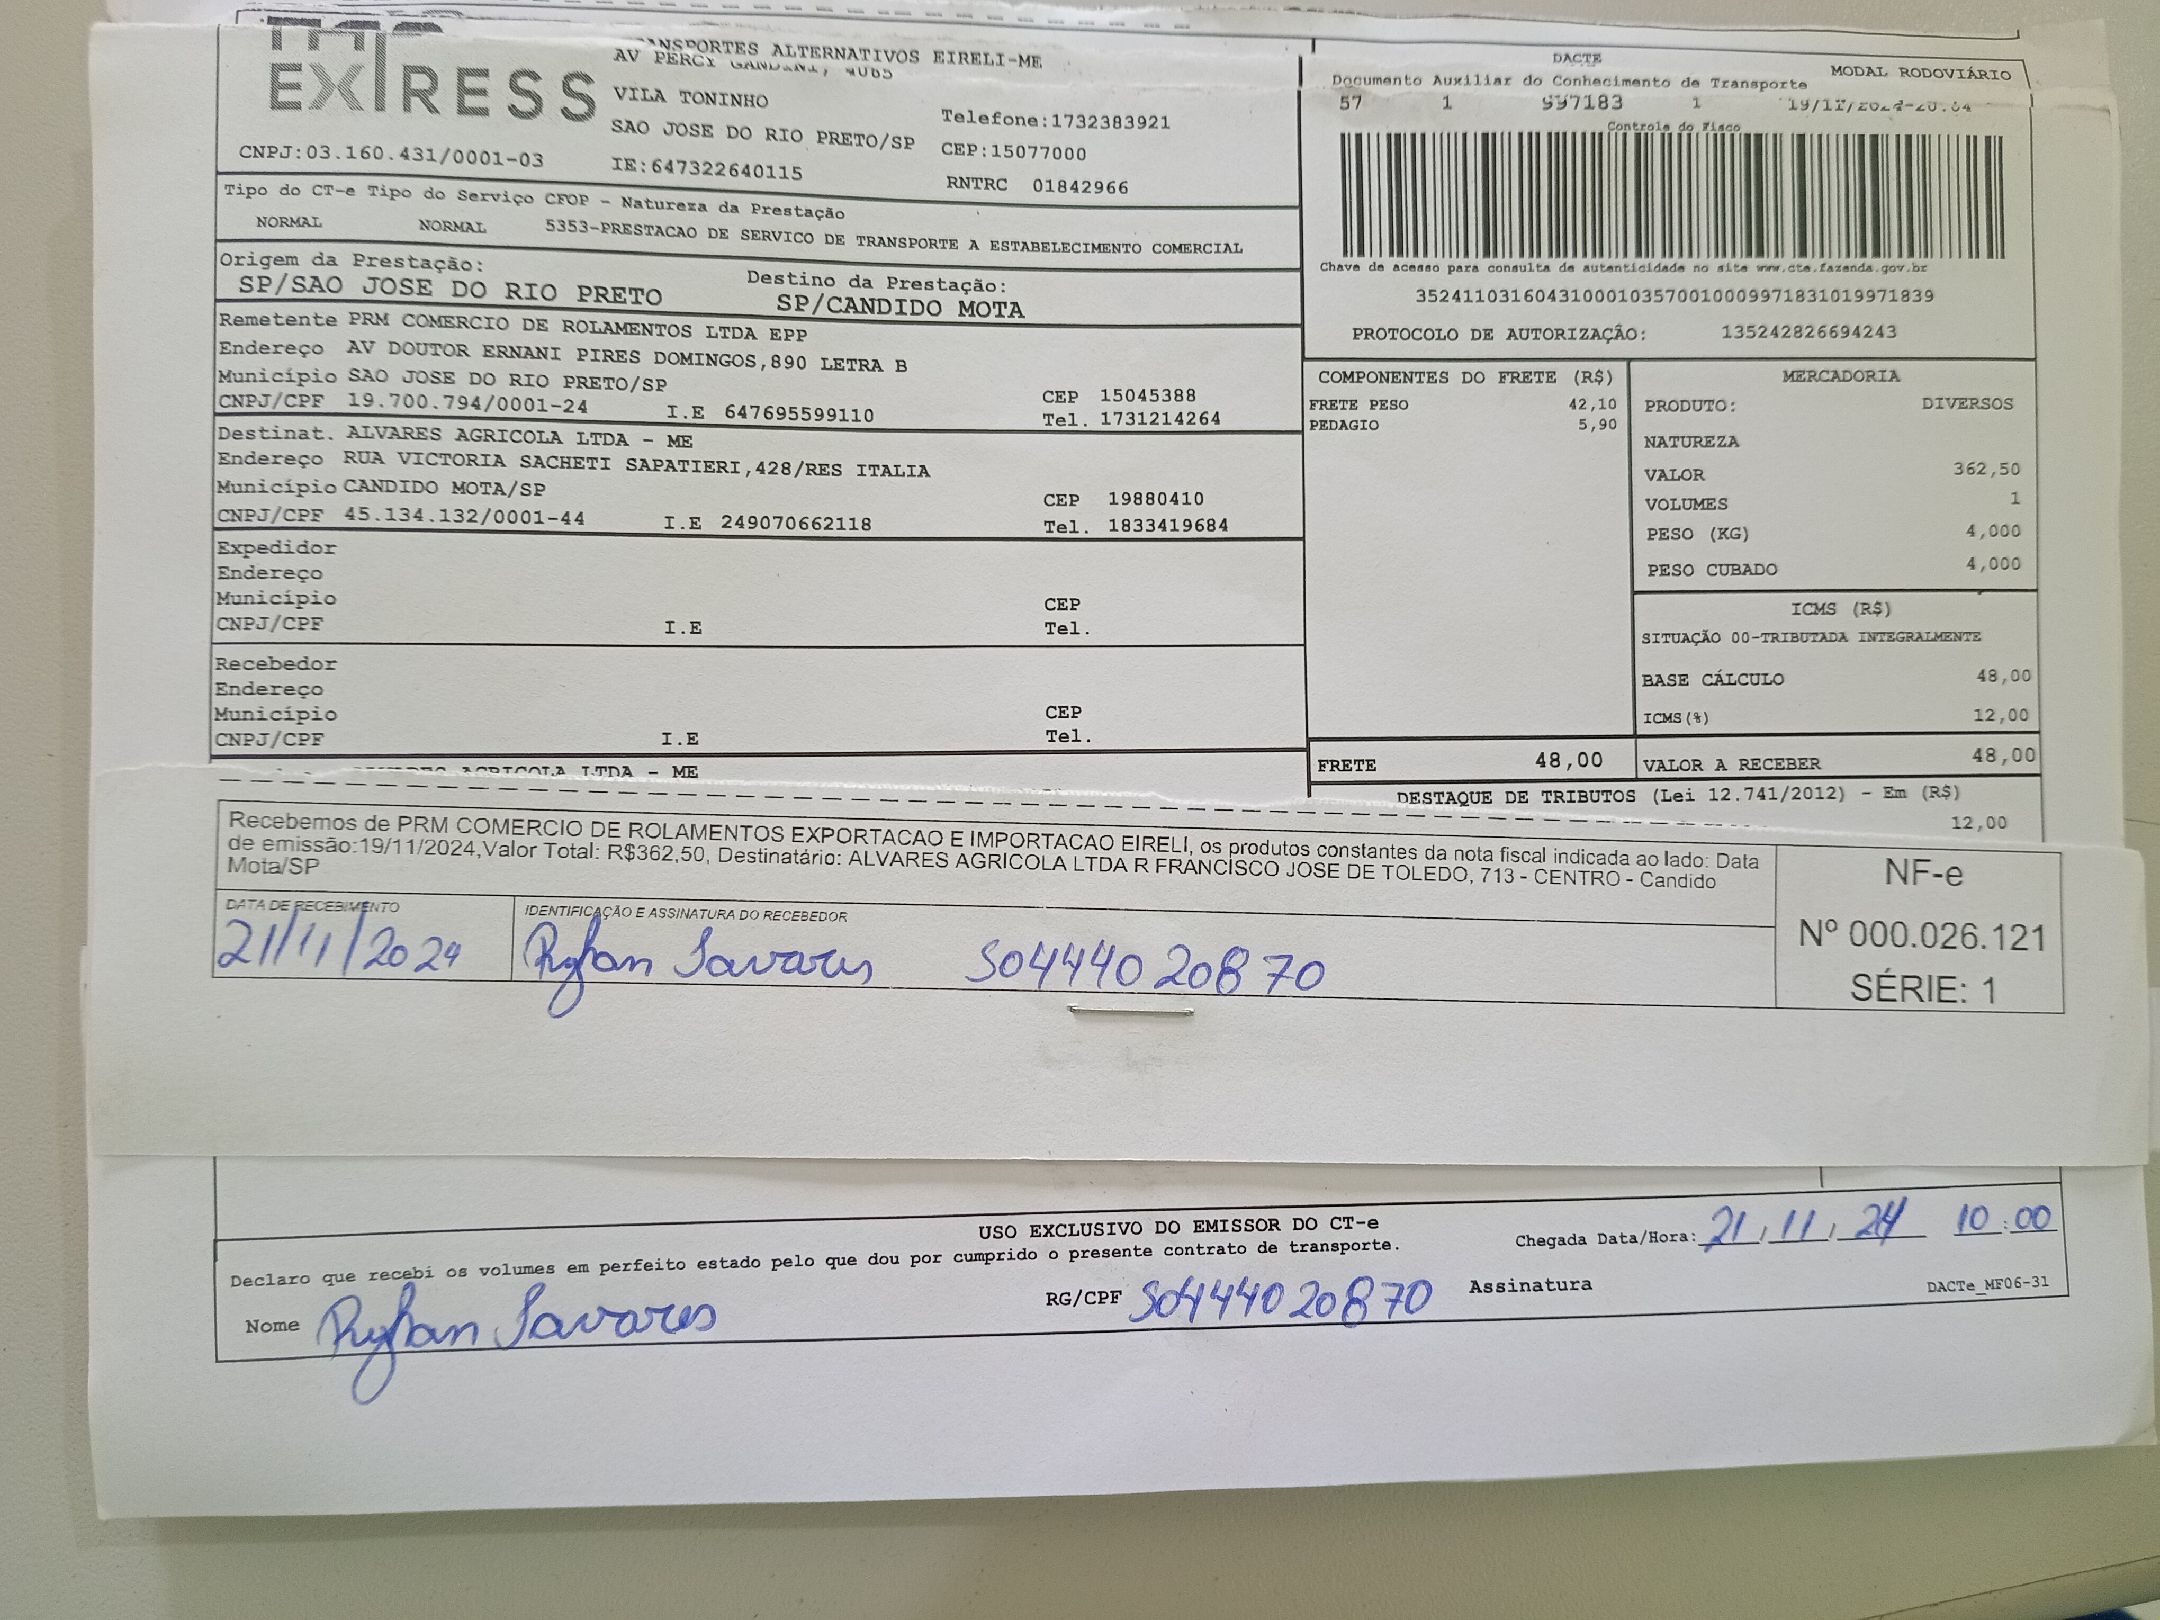 EXPRESS
TRANSPORTES ALTERNATIVOS EIRELI-ME
AV PERCY GANDINI,
VILA TONINHO
SAO JOSE DO RIO PRETO/SP
Telefone:1732383921
CEP:15077000
CNPJ:03.160.431/0001-03
IE:647322640115
RNTRC 01842966
DACTE
Documento Auxiliar do Conhecimento de Transporte
MODAL RODOVIÁRIO
57 1 997183 1
Controle do Fisco
Tipo do CT-e Tipo do Serviço CFOP - Natureza da Prestação
NORMAL NORMAL 5353-PRESTACAO DE SERVICO DE TRANSPORTE A ESTABELECIMENTO COMERCIAL
Chave de acesso para consulta de autenticidade no site www.cte.fazenda.gov.br
35241103160431000103570010009971831019971839
PROTOCOLO DE AUTORIZAÇÃO: 135242826694243
Origem da Prestação:
SP/SAO JOSE DO RIO PRETO
Destino da Prestação:
SP/CANDIDO MOTA
Remetente PRM COMERCIO DE ROLAMENTOS LTDA EPP
Endereço AV DOUTOR ERNANI PIRES DOMINGOS,890 LETRA B
Município SAO JOSE DO RIO PRETO/SP CEP 15045388
CNPJ/CPF 19.700.794/0001-24 I.E 647695599110 Tel. 1731214264
Destinat. ALVARES AGRICOLA LTDA - ME
Endereço RUA VICTORIA SACHETI SAPATIERI,428/RES ITALIA
Município CANDIDO MOTA/SP CEP 19880410
CNPJ/CPF 45.134.132/0001-44 I.E 249070662118 Tel. 1833419684
Expedidor
Endereço
Município CEP
CNPJ/CPF I.E Tel.
Recebedor
Endereço
Município CEP
CNPJ/CPF I.E Tel.
AGRICOLA LTDA - ME
COMPONENTES DO FRETE (R$)
FRETE PESO 42,10
PEDAGIO 5,90
FRETE 48,00
MERCADORIA
PRODUTO: DIVERSOS
NATUREZA
VALOR 362,50
VOLUMES 1
PESO (KG) 4,000
PESO CUBADO 4,000
ICMS (R$)
SITUAÇÃO 00-TRIBUTADA INTEGRALMENTE
BASE CÁLCULO 48,00
ICMS(%) 12,00
VALOR A RECEBER 48,00
DESTAQUE DE TRIBUTOS (Lei 12.741/2012) - Em (R$)
12,00
Recebemos de PRM COMERCIO DE ROLAMENTOS EXPORTACAO E IMPORTACAO EIRELI, os produtos constantes da nota fiscal indicada ao lado: Data
de emissão:19/11/2024,Valor Total: R$362,50, Destinatário: ALVARES AGRICOLA LTDA R FRANCISCO JOSE DE TOLEDO, 713 - CENTRO - Candido
Mota/SP
NF-e
Nº 000.026.121
SÉRIE: 1
DATA DE RECEBIMENTO
21/11/2024
IDENTIFICAÇÃO E ASSINATURA DO RECEBEDOR
Ryhan Tavares 50444020870
USO EXCLUSIVO DO EMISSOR DO CT-e
Declaro que recebi os volumes em perfeito estado pelo que dou por cumprido o presente contrato de transporte.
Chegada Data/Hora: 21/11/24 10:00
Nome Ryhan Tavares
RG/CPF 50444020870
Assinatura
DACTe_MF06-31